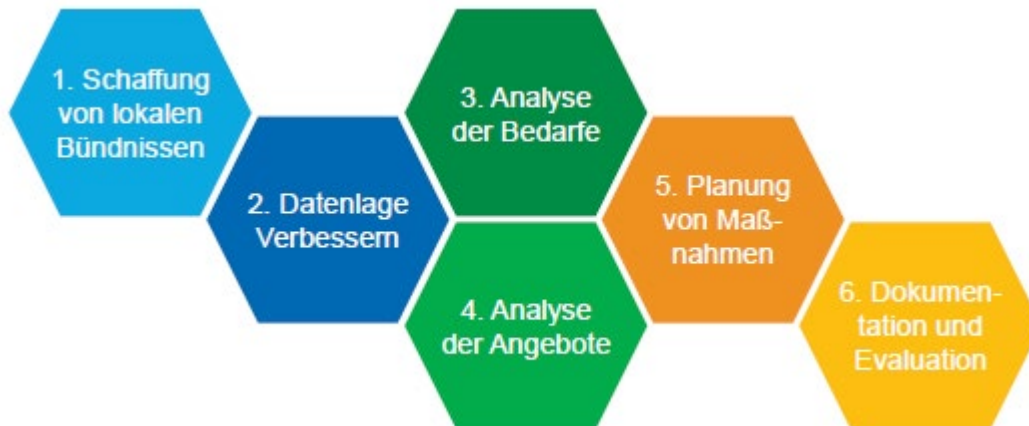 1. Schaffung
von lokalen
Bündnissen
2. Datenlage
Verbessern
3. Analyse
der Bedarfe
4. Analyse
der Angebote
5. Planung
von Maß-
nahmen
6. Dokumen-
tation und
Evaluation